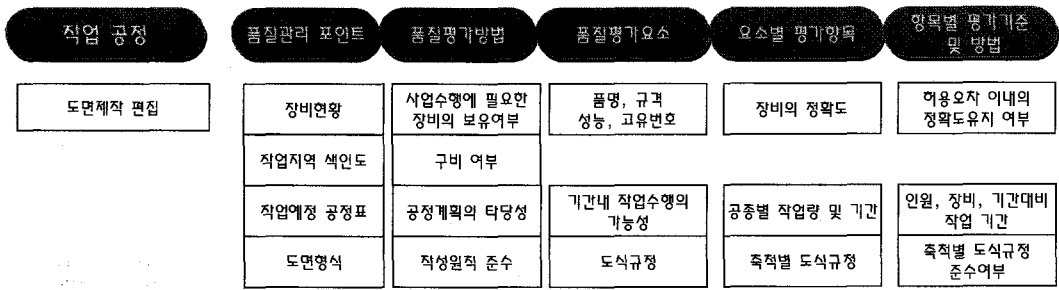 작업 공정
품질관리 포인트
품질평가방법
품질평가요소
요소별 평가항목
항목별 평가기준
및 방법
도면제작 편집
장비현황
사업수행에 필요한
장비의 보유여부
품명, 규격
성능, 고유번호
장비의 정확도
허용오차 이내의
정확도유지 여부
작업지역 색인도
구비 여부
작업예정 공정표
공정계획의 타당성
기간내 작업수행의
가능성
공종별 작업량 및 기간
인원, 장비, 기간대비
작업 기간
도면형식
작성원칙 준수
도식규정
축척별 도식규정
축척별 도식규정
준수여부